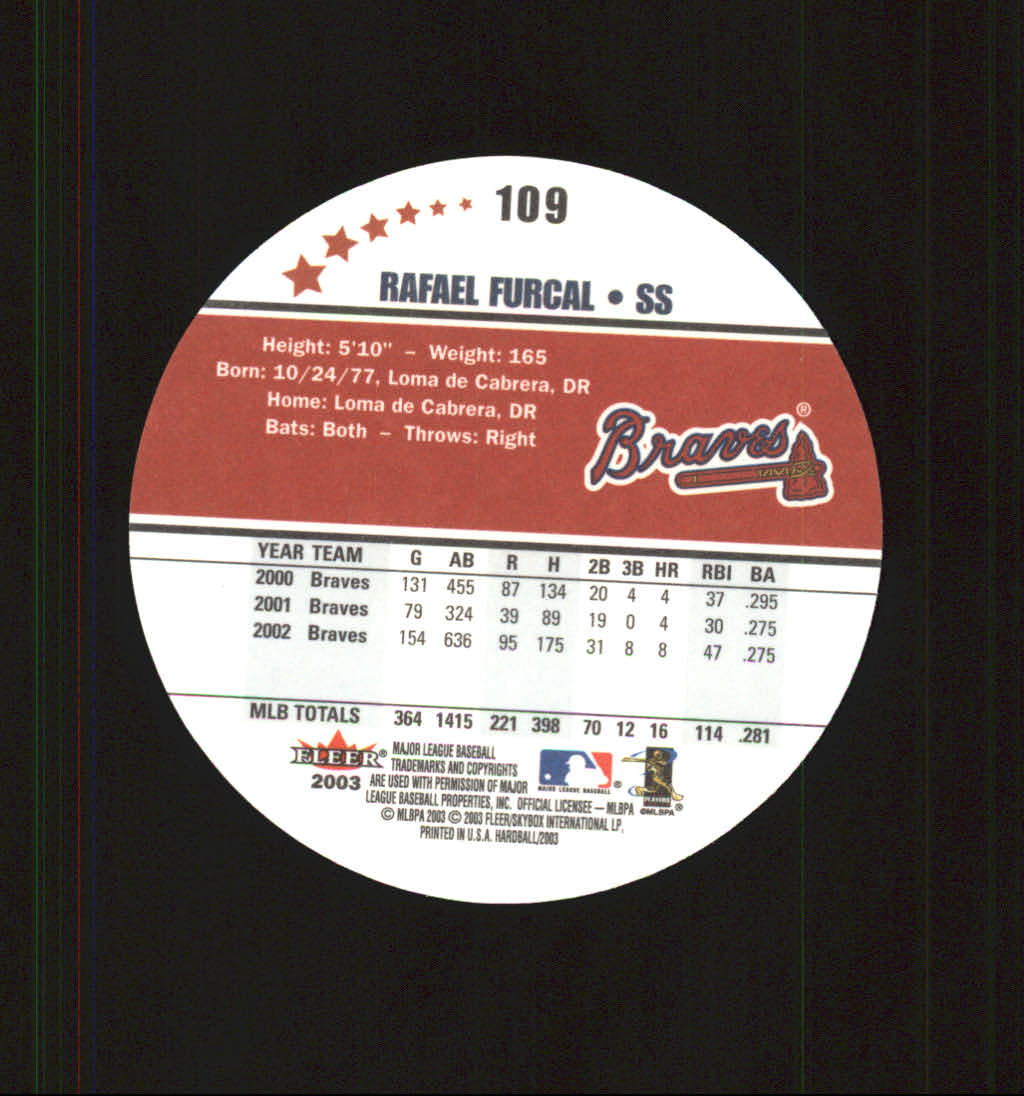 109
RAFAEL FURCAL • SS
Height: 5'10" – Weight: 165
Born: 10/24/77, Loma de Cabrera, DR
Home: Loma de Cabrera, DR
Bats: Both – Throws: Right
Braves ®
YEAR TEAM G AB R H 2B 3B HR RBI BA
2000 Braves 131 455 87 134 20 4 4 37 .295
2001 Braves 79 324 39 89 19 0 4 30 .275
2002 Braves 154 636 95 175 31 8 8 47 .275
MLB TOTALS 364 1415 221 398 70 12 16 114 .281
FLEER®
2003
MAJOR LEAGUE BASEBALL
TRADEMARKS AND COPYRIGHTS
ARE USED WITH PERMISSION OF MAJOR
LEAGUE BASEBALL PROPERTIES, INC. OFFICIAL LICENSEE — MLBPA
© MLBPA 2003 © 2003 FLEER/SKYBOX INTERNATIONAL LP.
PRINTED IN U.S.A. HARDBALL/2003
MAJOR LEAGUE BASEBALL ®
PLAYERS
©MLBPA ®